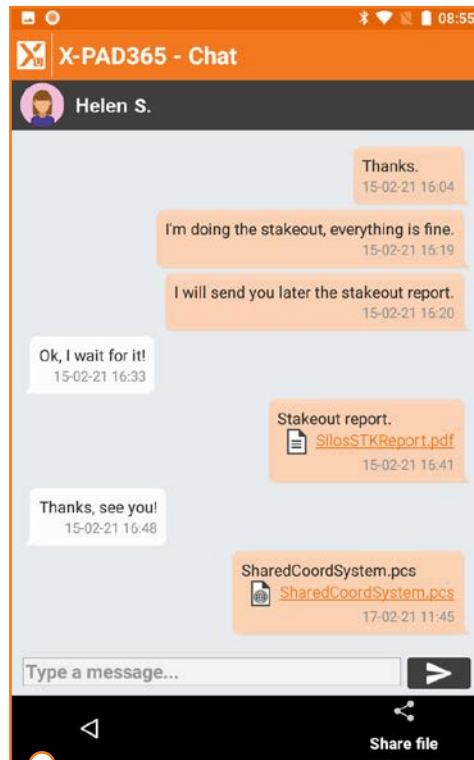 08:55
X-PAD365 - Chat
Helen S.
Thanks.
15-02-21 16:04
I'm doing the stakeout, everything is fine.
15-02-21 16:19
I will send you later the stakeout report.
15-02-21 16:20
Ok, I wait for it!
15-02-21 16:33
Stakeout report.
SilosSTKReport.pdf
15-02-21 16:41
Thanks, see you!
15-02-21 16:48
SharedCoordSystem.pcs
SharedCoordSystem.pcs
17-02-21 11:45
Type a message...
Share file